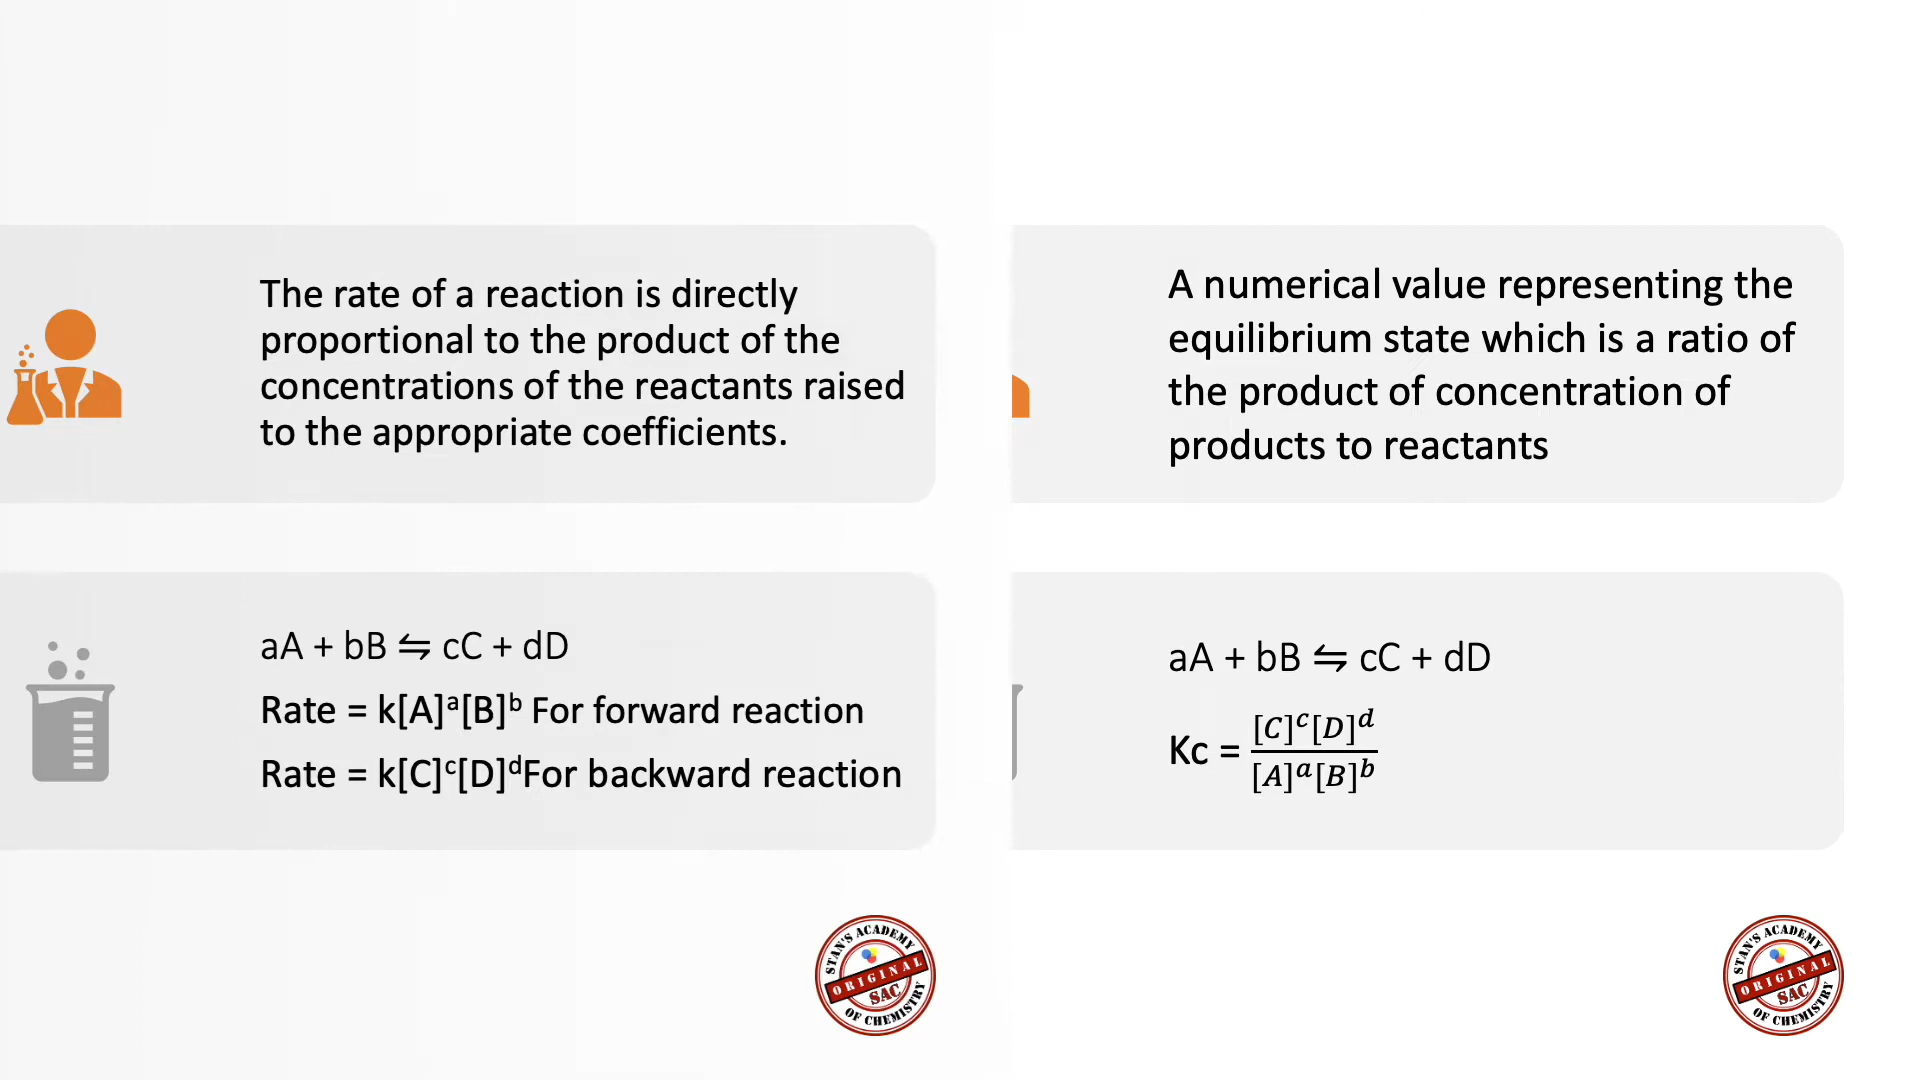 The rate of a reaction is directly
proportional to the product of the
concentrations of the reactants raised
to the appropriate coefficients.
aA + bB ⇋ cC + dD
Rate = k[A]ᵃ[B]ᵇ For forward reaction
Rate = k[C]ᶜ[D]ᵈFor backward reaction
STAN'S ACADEMY
ORIGINAL
SAC
OF CHEMISTRY
A numerical value representing the
equilibrium state which is a ratio of
the product of concentration of
products to reactants
aA + bB ⇋ cC + dD
Kc = [C]ᶜ[D]ᵈ / [A]ᵃ[B]ᵇ
STAN'S ACADEMY
ORIGINAL
SAC
OF CHEMISTRY